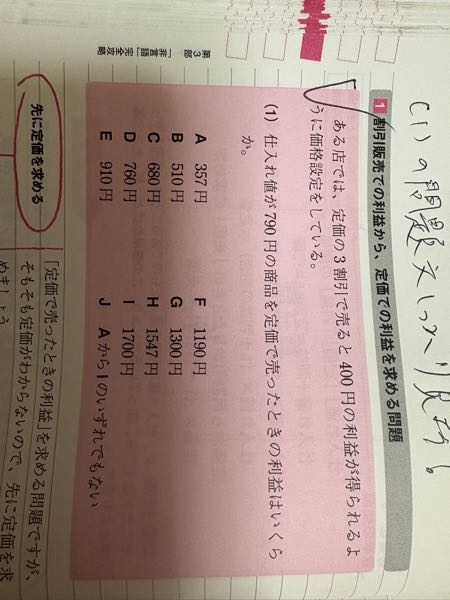 (1)の問題文しっかり見ろ!
1 割引販売での利益から、定価での利益を求める問題
ある店では、定価の3割引で売ると400円の利益が得られるよ
うに価格設定をしている。
(1) 仕入れ値が790円の商品を定価で売ったときの利益はいくら
か。
A 357円
B 510円
C 680円
D 760円
E 910円
F 1190円
G 1300円
H 1547円
I 1700円
J AからIのいずれでもない
先に定価を求める
「定価で売ったときの利益」を求める問題ですが、
そもそも定価がわからないので、先に定価を求
めましょう
第3部
「非言語」完全攻略